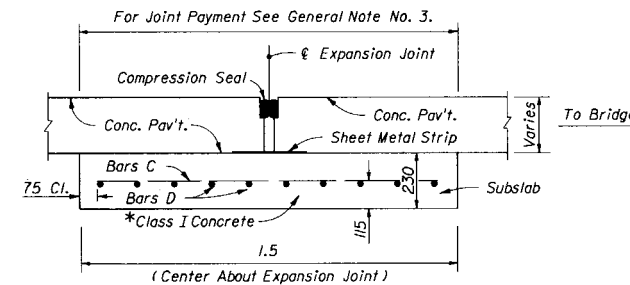 For Joint Payment See General Note No. 3.
℄ Expansion Joint
Compression Seal
Conc. Pav't.
Conc. Pav't.
Sheet Metal Strip
Varies
To Bridge
Bars C
75 Cl.
Bars D
230
Subslab
*Class I Concrete
115
1.5
(Center About Expansion Joint)